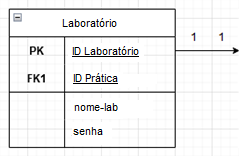 Laboratório
PK ID Laboratório
FK1 ID Prática
nome-lab
senha
1 1